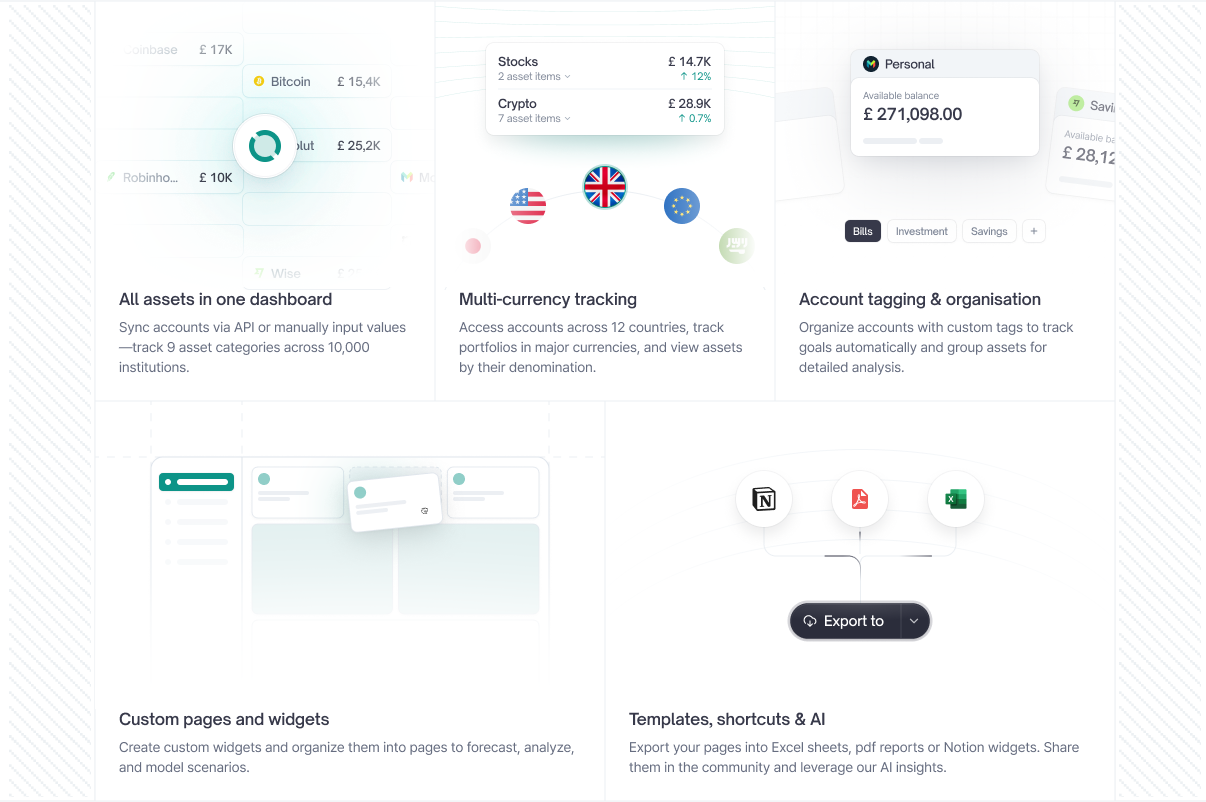 Coinbase £ 17K
Bitcoin £ 15,4K
£ 25,2K
Robinho... £ 10K
Wise
Stocks £ 14.7K
2 asset items ↑ 12%
Crypto £ 28.9K
7 asset items ↑ 0.7%
Personal
Available balance
£ 271,098.00
Bills Investment Savings +
All assets in one dashboard
Sync accounts via API or manually input values
—track 9 asset categories across 10,000
institutions.
Multi-currency tracking
Access accounts across 12 countries, track
portfolios in major currencies, and view assets
by their denomination.
Account tagging & organisation
Organize accounts with custom tags to track
goals automatically and group assets for
detailed analysis.
Export to
Custom pages and widgets
Create custom widgets and organize them into pages to forecast, analyze,
and model scenarios.
Templates, shortcuts & AI
Export your pages into Excel sheets, pdf reports or Notion widgets. Share
them in the community and leverage our AI insights.